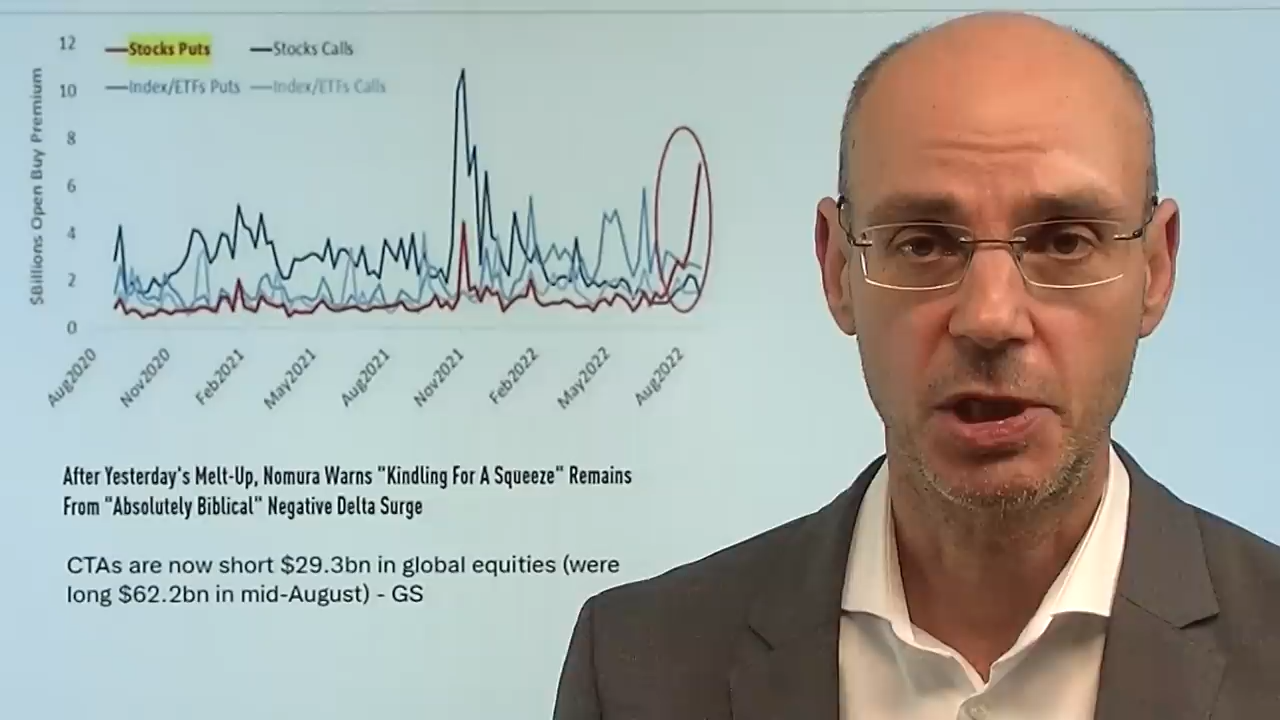 12
Stocks Puts
Stocks Calls
10
Index/ETFs Puts
Index/ETFs Calls
8
6
4
2
0
$Billions Open Buy Premium
Aug2020
Nov2020
Feb2021
May2021
Aug2021
Nov2021
Feb2022
May2022
Aug2022
After Yesterday's Melt-Up, Nomura Warns "Kindling For A Squeeze" Remains
From "Absolutely Biblical" Negative Delta Surge
CTAs are now short $29.3bn in global equities (were
long $62.2bn in mid-August) - GS